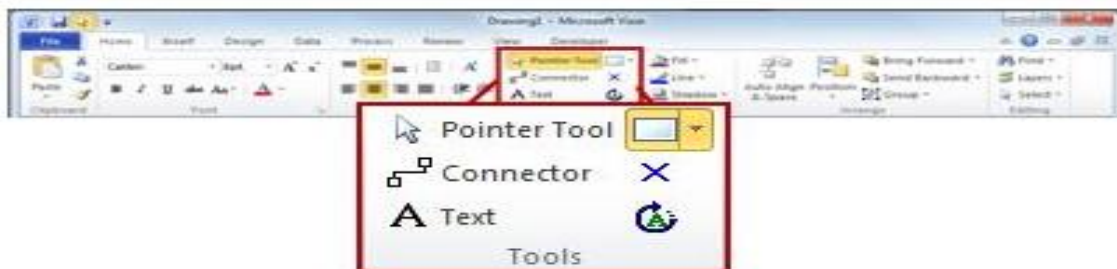 Drawing1 - Microsoft Visio
File Home Insert Design Data Process Review View Developer
Calibri 8pt. Pointer Tool Fill Bring Forward Find
Paste Connector Line Auto Align & Space Position Send Backward Layers
A Text Shadow Group Select
Clipboard Font Arrange Editing
Pointer Tool
Connector
A Text
Tools